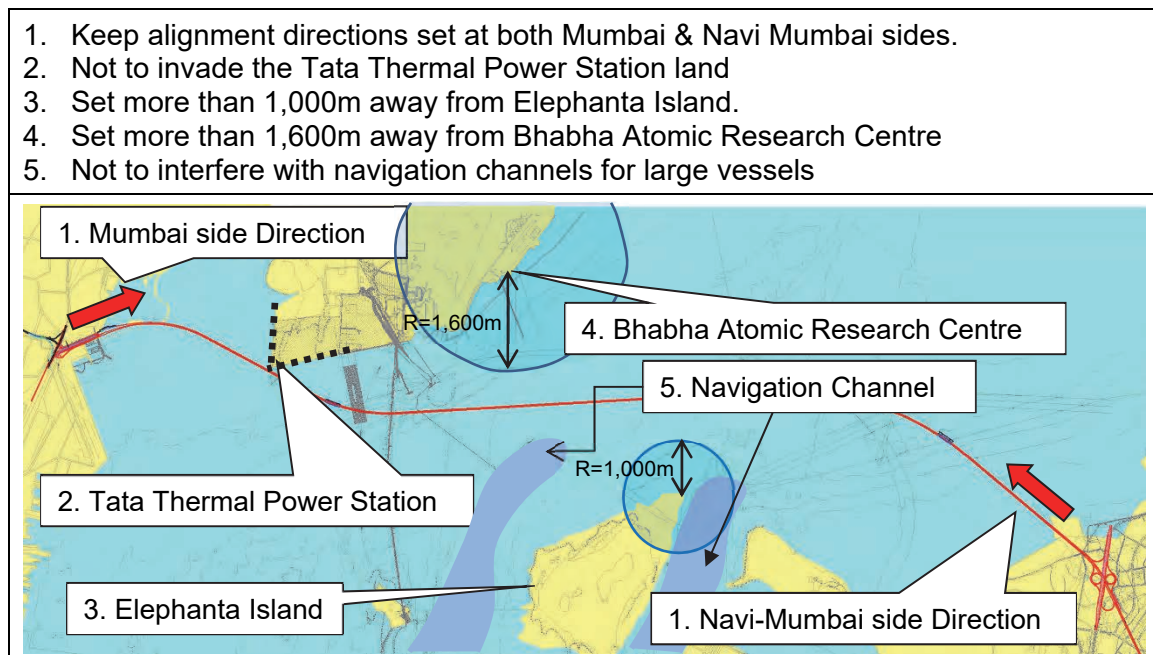 1. Keep alignment directions set at both Mumbai & Navi Mumbai sides.
2. Not to invade the Tata Thermal Power Station land
3. Set more than 1,000m away from Elephanta Island.
4. Set more than 1,600m away from Bhabha Atomic Research Centre
5. Not to interfere with navigation channels for large vessels
1. Mumbai side Direction
R=1,600m
4. Bhabha Atomic Research Centre
5. Navigation Channel
R=1,000m
2. Tata Thermal Power Station
3. Elephanta Island
1. Navi-Mumbai side Direction